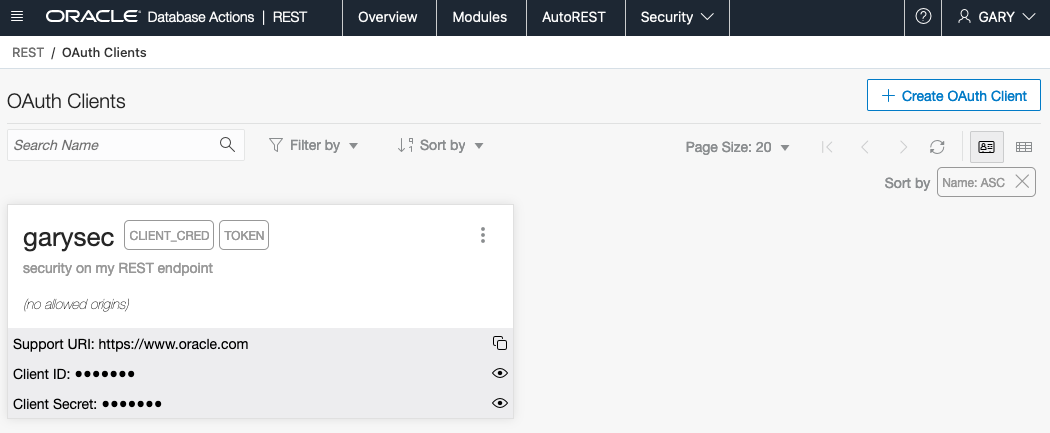 ORACLE Database Actions | REST Overview Modules AutoREST Security GARY
REST / OAuth Clients
OAuth Clients
+ Create OAuth Client
Search Name Filter by Sort by Page Size: 20
Sort by Name: ASC
garysec CLIENT_CRED TOKEN
security on my REST endpoint
(no allowed origins)
Support URI: https://www.oracle.com
Client ID: ●●●●●●●
Client Secret: ●●●●●●●